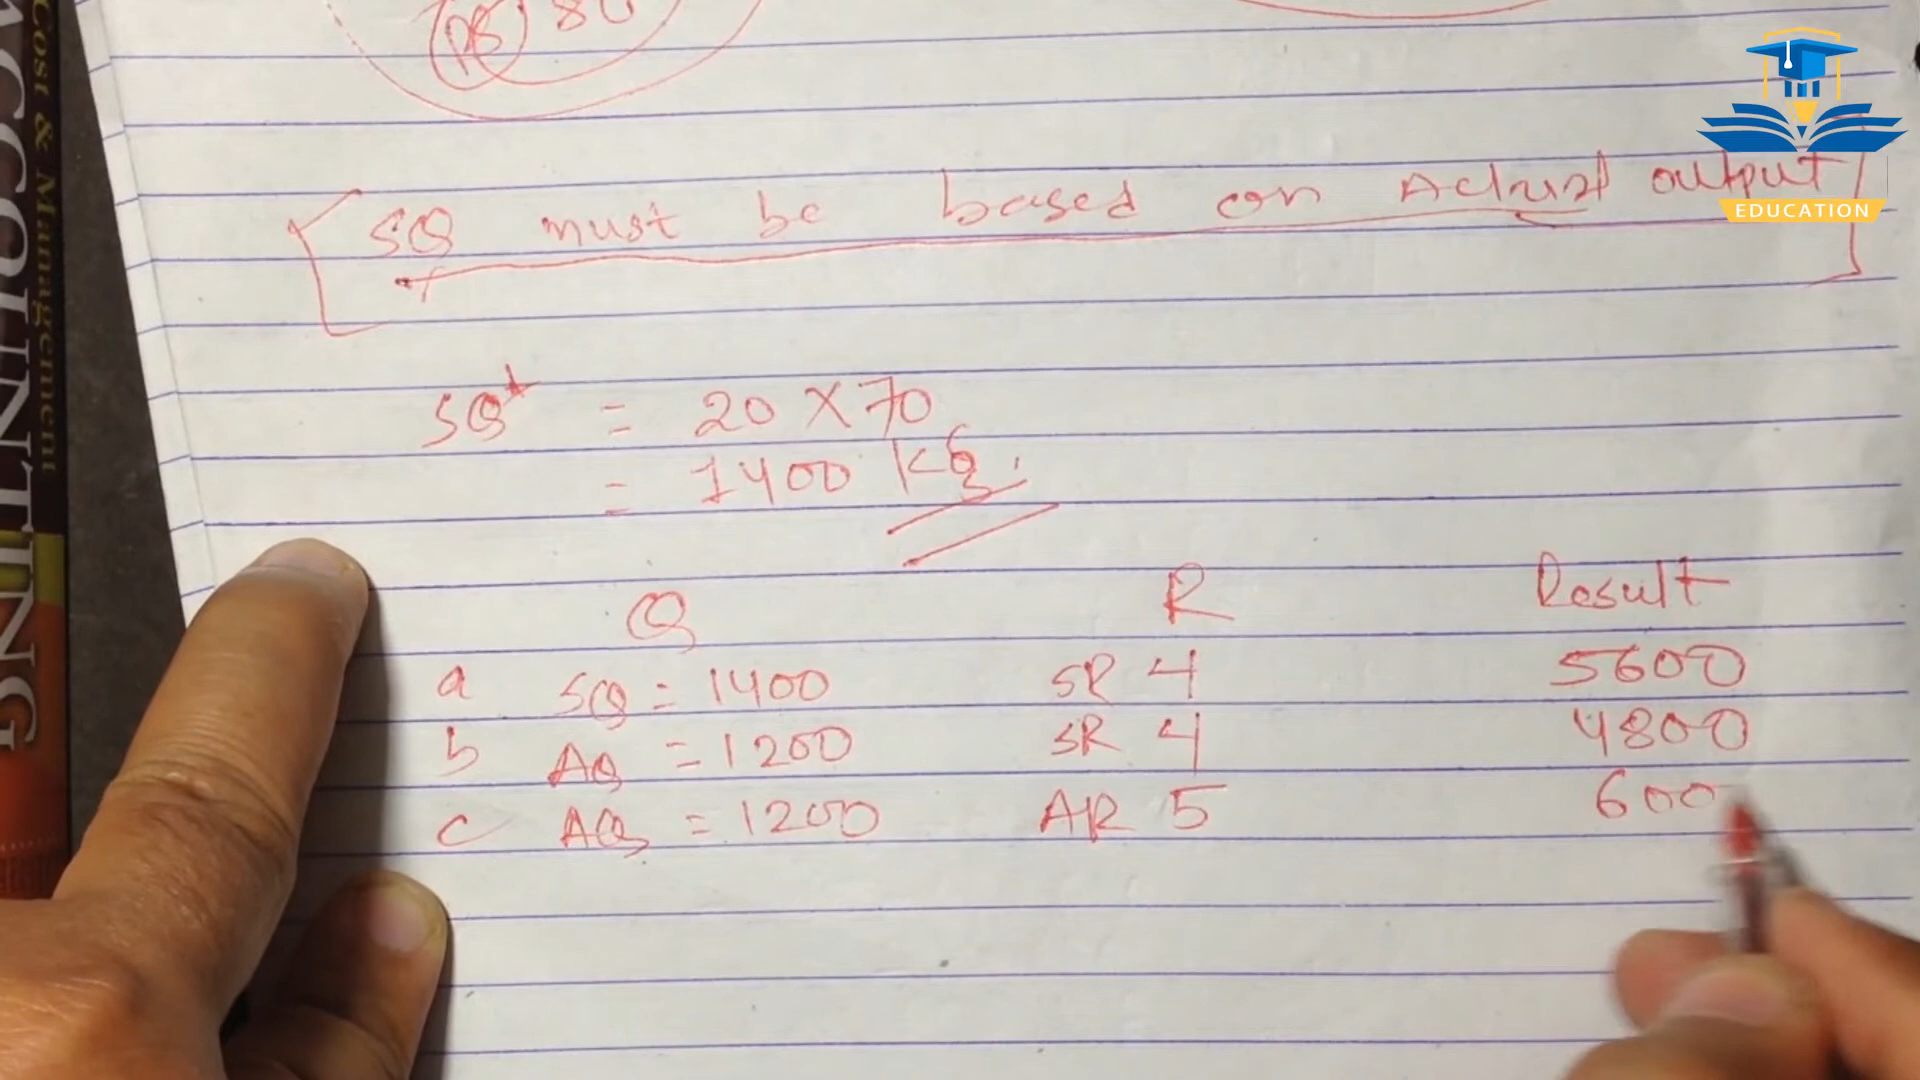 Cost & Management
ACCOUNTING
EDUCATION
SQ must be based on Actual output
SQ = 20 X 70
= 1400 KG.
Q R Result
a SQ = 1400 SR 4 5600
b AQ = 1200 SR 4 4800
c AQ = 1200 AR 5 600